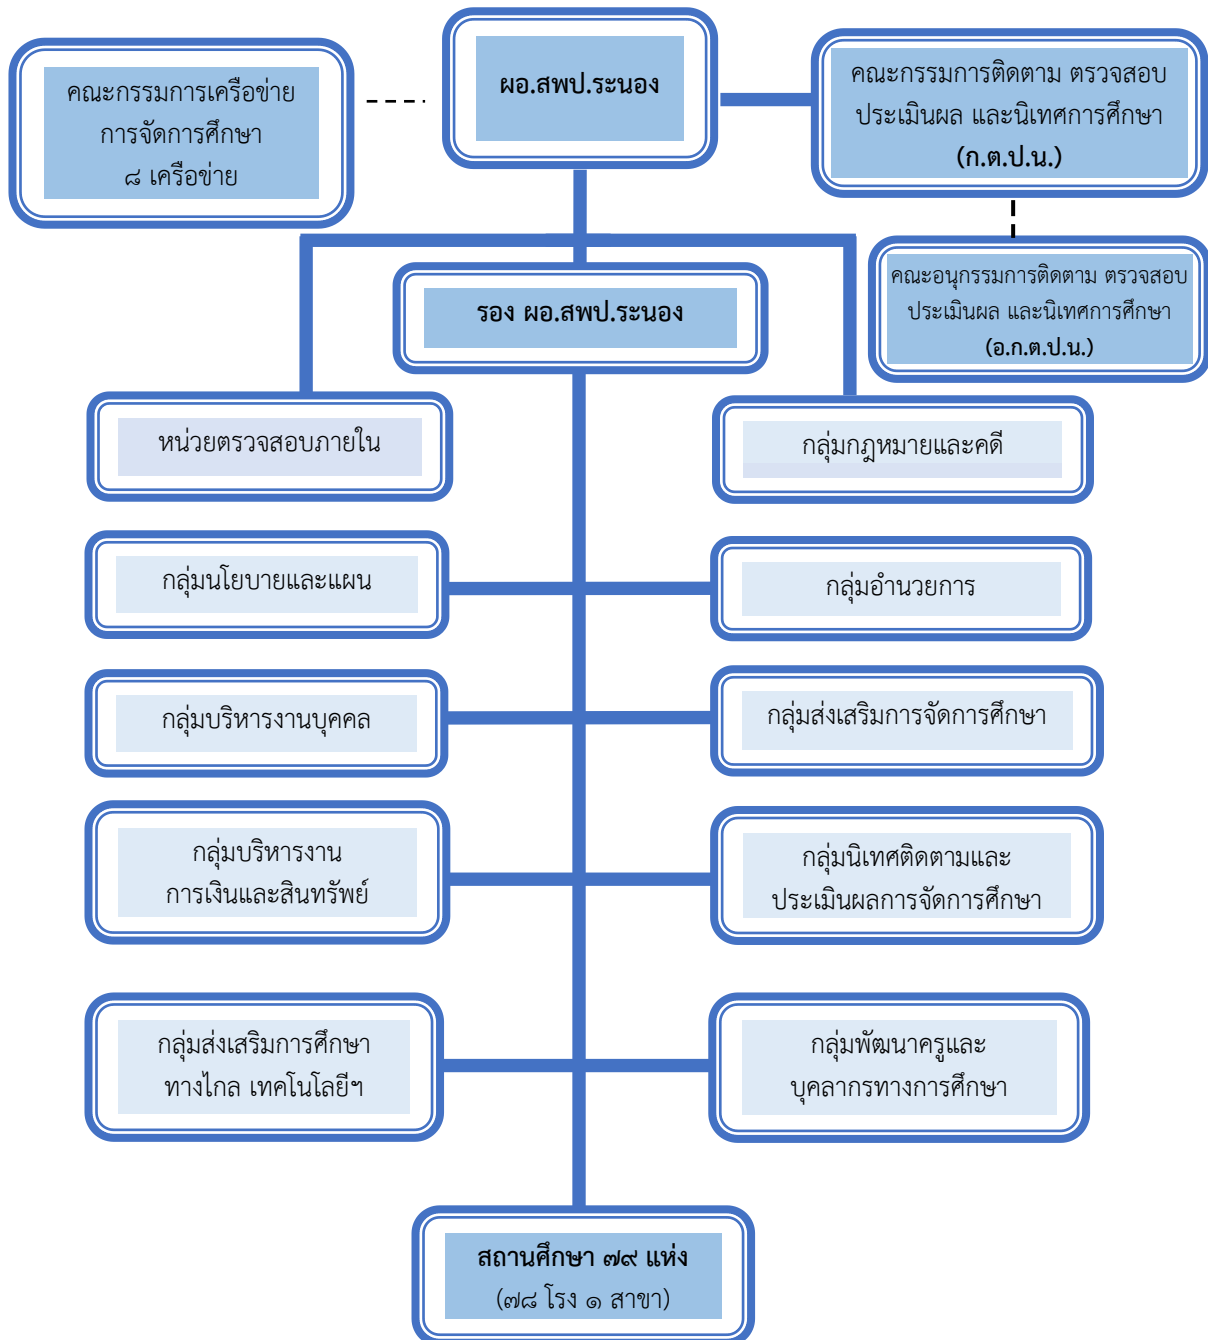 คณะกรรมการเครือข่าย
การจัดการศึกษา
๘ เครือข่าย
ผอ.สพป.ระนอง
คณะกรรมการติดตาม ตรวจสอบ
ประเมินผล และนิเทศการศึกษา
(ก.ต.ป.น.)
คณะอนุกรรมการติดตาม ตรวจสอบ
ประเมินผล และนิเทศการศึกษา
(อ.ก.ต.ป.น.)
รอง ผอ.สพป.ระนอง
หน่วยตรวจสอบภายใน
กลุ่มกฎหมายและคดี
กลุ่มนโยบายและแผน
กลุ่มอำนวยการ
กลุ่มบริหารงานบุคคล
กลุ่มส่งเสริมการจัดการศึกษา
กลุ่มบริหารงาน
การเงินและสินทรัพย์
กลุ่มนิเทศติดตามและ
ประเมินผลการจัดการศึกษา
กลุ่มส่งเสริมการศึกษา
ทางไกล เทคโนโลยีฯ
กลุ่มพัฒนาครูและ
บุคลากรทางการศึกษา
สถานศึกษา ๗๙ แห่ง
(๗๘ โรง ๑ สาขา)